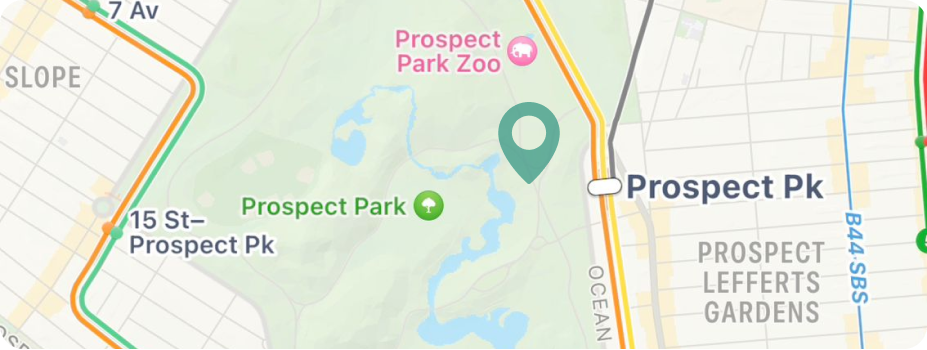 7 Av
Prospect
Park Zoo
SLOPE
Prospect Pk
Prospect Park
15 St–
Prospect Pk
B44-SBS
PROSPECT
LEFFERTS
GARDENS
OCEAN